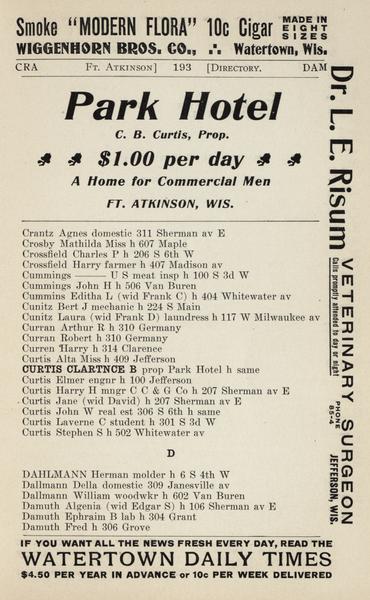 Smoke "MODERN FLORA" 10c Cigar MADE IN EIGHT SIZES
WIGGENHORN BROS. CO., ∴ Watertown, Wis.
CRA Ft. Atkinson] 193 [Directory. DAM
Park Hotel
C. B. Curtis, Prop.
$1.00 per day
A Home for Commercial Men
FT. ATKINSON, WIS.
Crantz Agnes domestic 311 Sherman av E
Crosby Mathilda Miss h 607 Maple
Crossfield Charles P h 206 S 6th W
Crossfield Harry farmer h 407 Madison av
Cummings ——— U S meat insp h 100 S 3d W
Cummings John H h 506 Van Buren
Cummins Editha L (wid Frank C) h 404 Whitewater av
Cunitz Bert J mechanic h 224 S Main
Cunitz Laura (wid Frank D) laundress h 117 W Milwaukee av
Curran Arthur R h 310 Germany
Curran Robert h 310 Germany
Curren Harry h 314 Clarence
Curtis Alta Miss h 409 Jefferson
CURTIS CLARTNCE B prop Park Hotel h same
Curtis Elmer engnr h 100 Jefferson
Curtis Harry H mngr C C & G Co h 207 Sherman av E
Curtis Jane (wid David) h 207 Sherman av E
Curtis John W real est 306 S 6th h same
Curtis Laverne C student h 301 S 3d W
Curtis Stephen S h 502 Whitewater av
D
DAHLMANN Herman molder h 6 S 4th W
Dallmann Della domestic 309 Janesville av
Dallmann William woodwkr h 602 Van Buren
Damuth Algenia (wid Edgar S) h 106 Sherman av E
Damuth Ephraim B lab h 304 Grant
Damuth Fred h 306 Grove
Dr. L. E. Risum VETERINARY SURGEON
Calls promptly attended to day or night
PHONE 85-4
JEFFERSON, WIS.
IF YOU WANT ALL THE NEWS FRESH EVERY DAY, READ THE
WATERTOWN DAILY TIMES
$4.50 PER YEAR IN ADVANCE or 10c PER WEEK DELIVERED